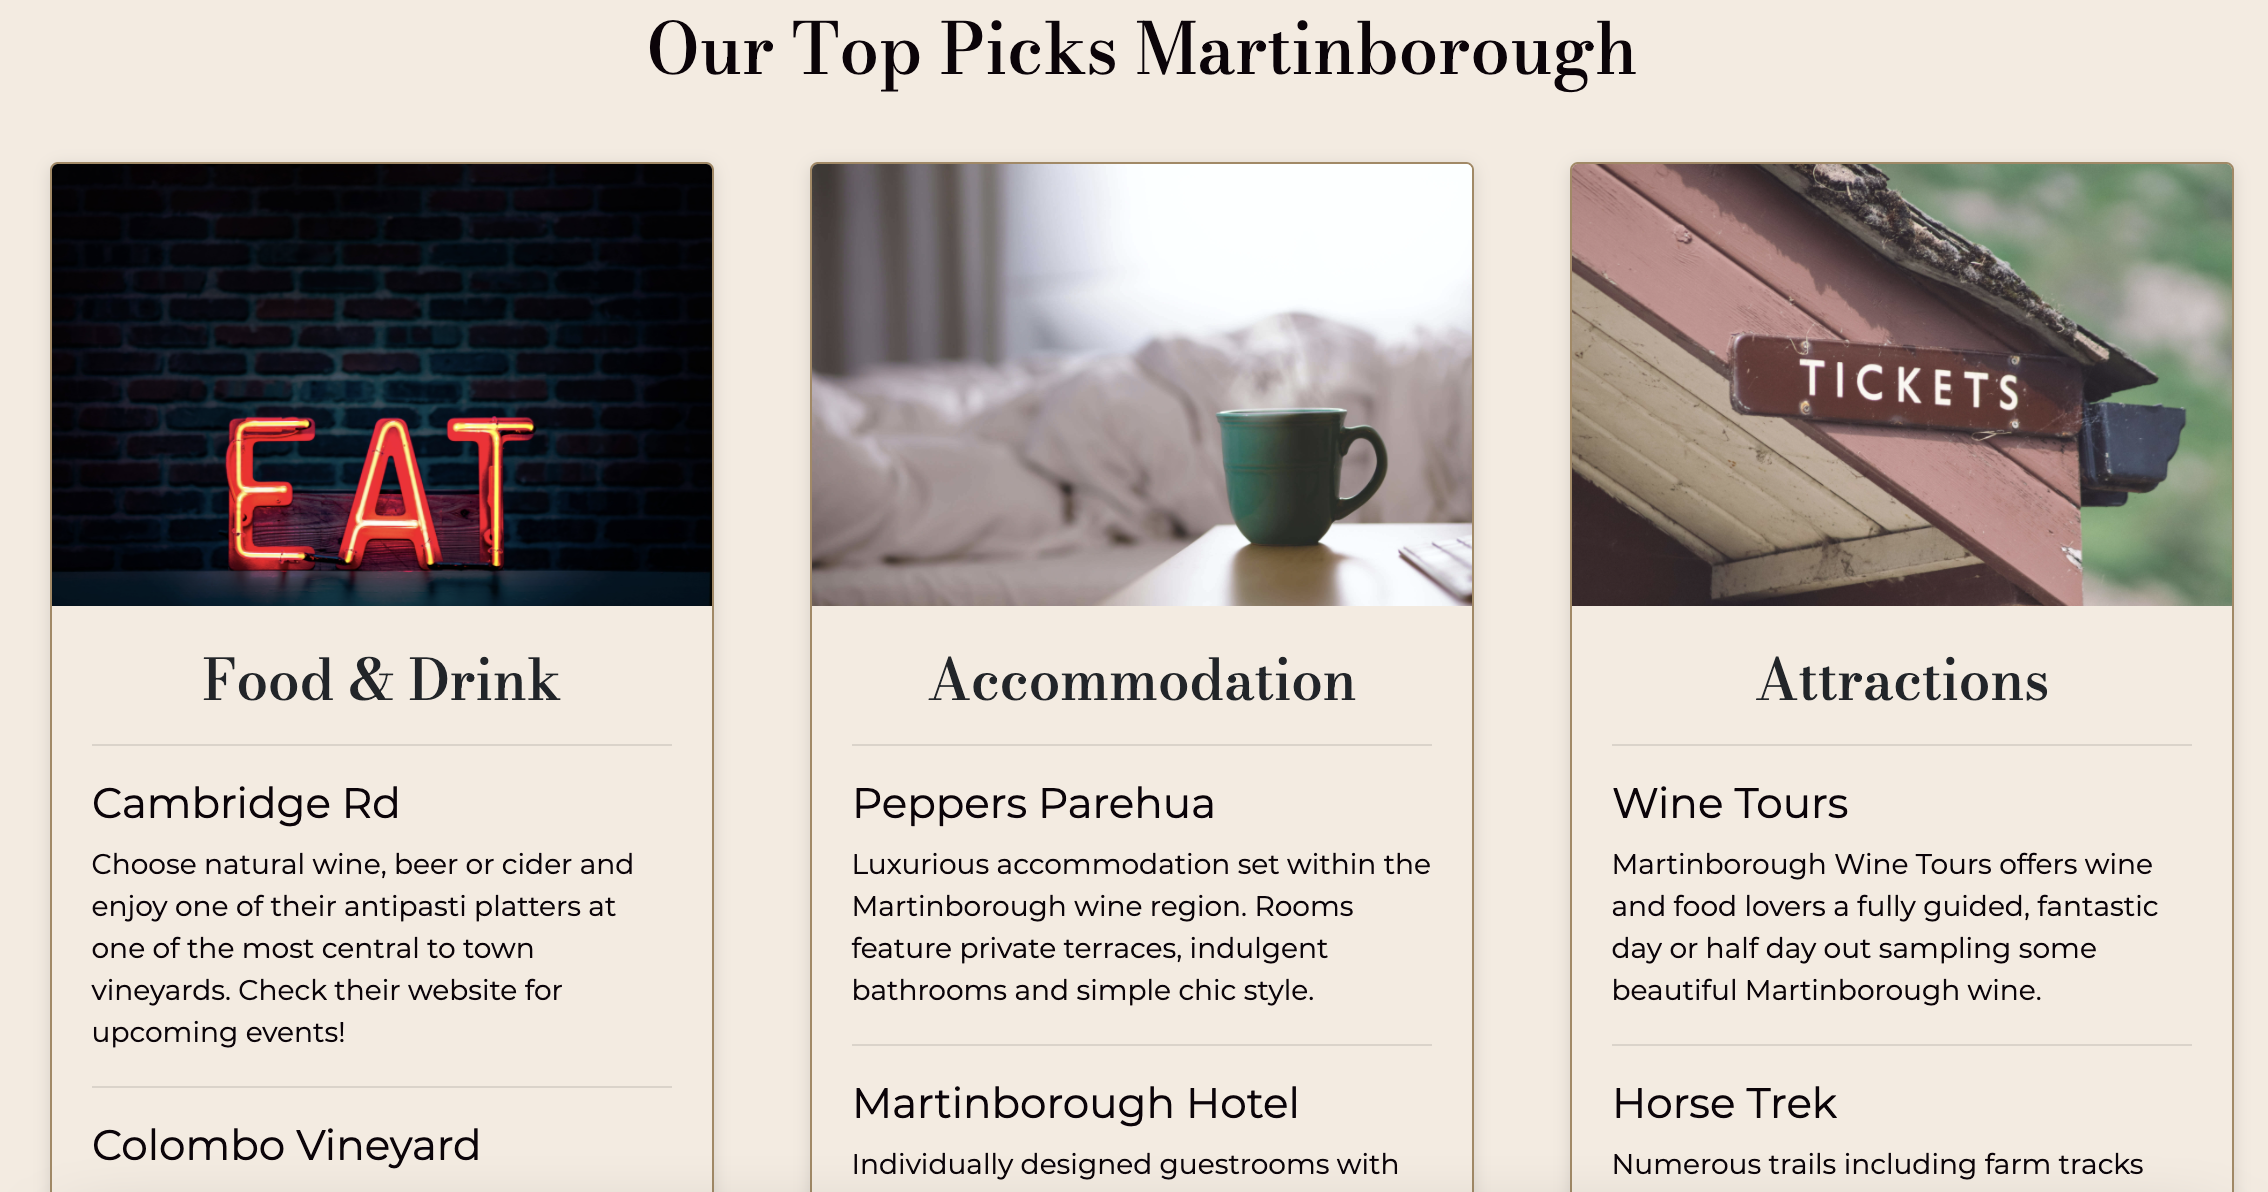 Our Top Picks Martinborough
EAT
Food & Drink
Cambridge Rd
Choose natural wine, beer or cider and
enjoy one of their antipasti platters at
one of the most central to town
vineyards. Check their website for
upcoming events!
Colombo Vineyard
Accommodation
Peppers Parehua
Luxurious accommodation set within the
Martinborough wine region. Rooms
feature private terraces, indulgent
bathrooms and simple chic style.
Martinborough Hotel
Individually designed guestrooms with
TICKETS
Attractions
Wine Tours
Martinborough Wine Tours offers wine
and food lovers a fully guided, fantastic
day or half day out sampling some
beautiful Martinborough wine.
Horse Trek
Numerous trails including farm tracks